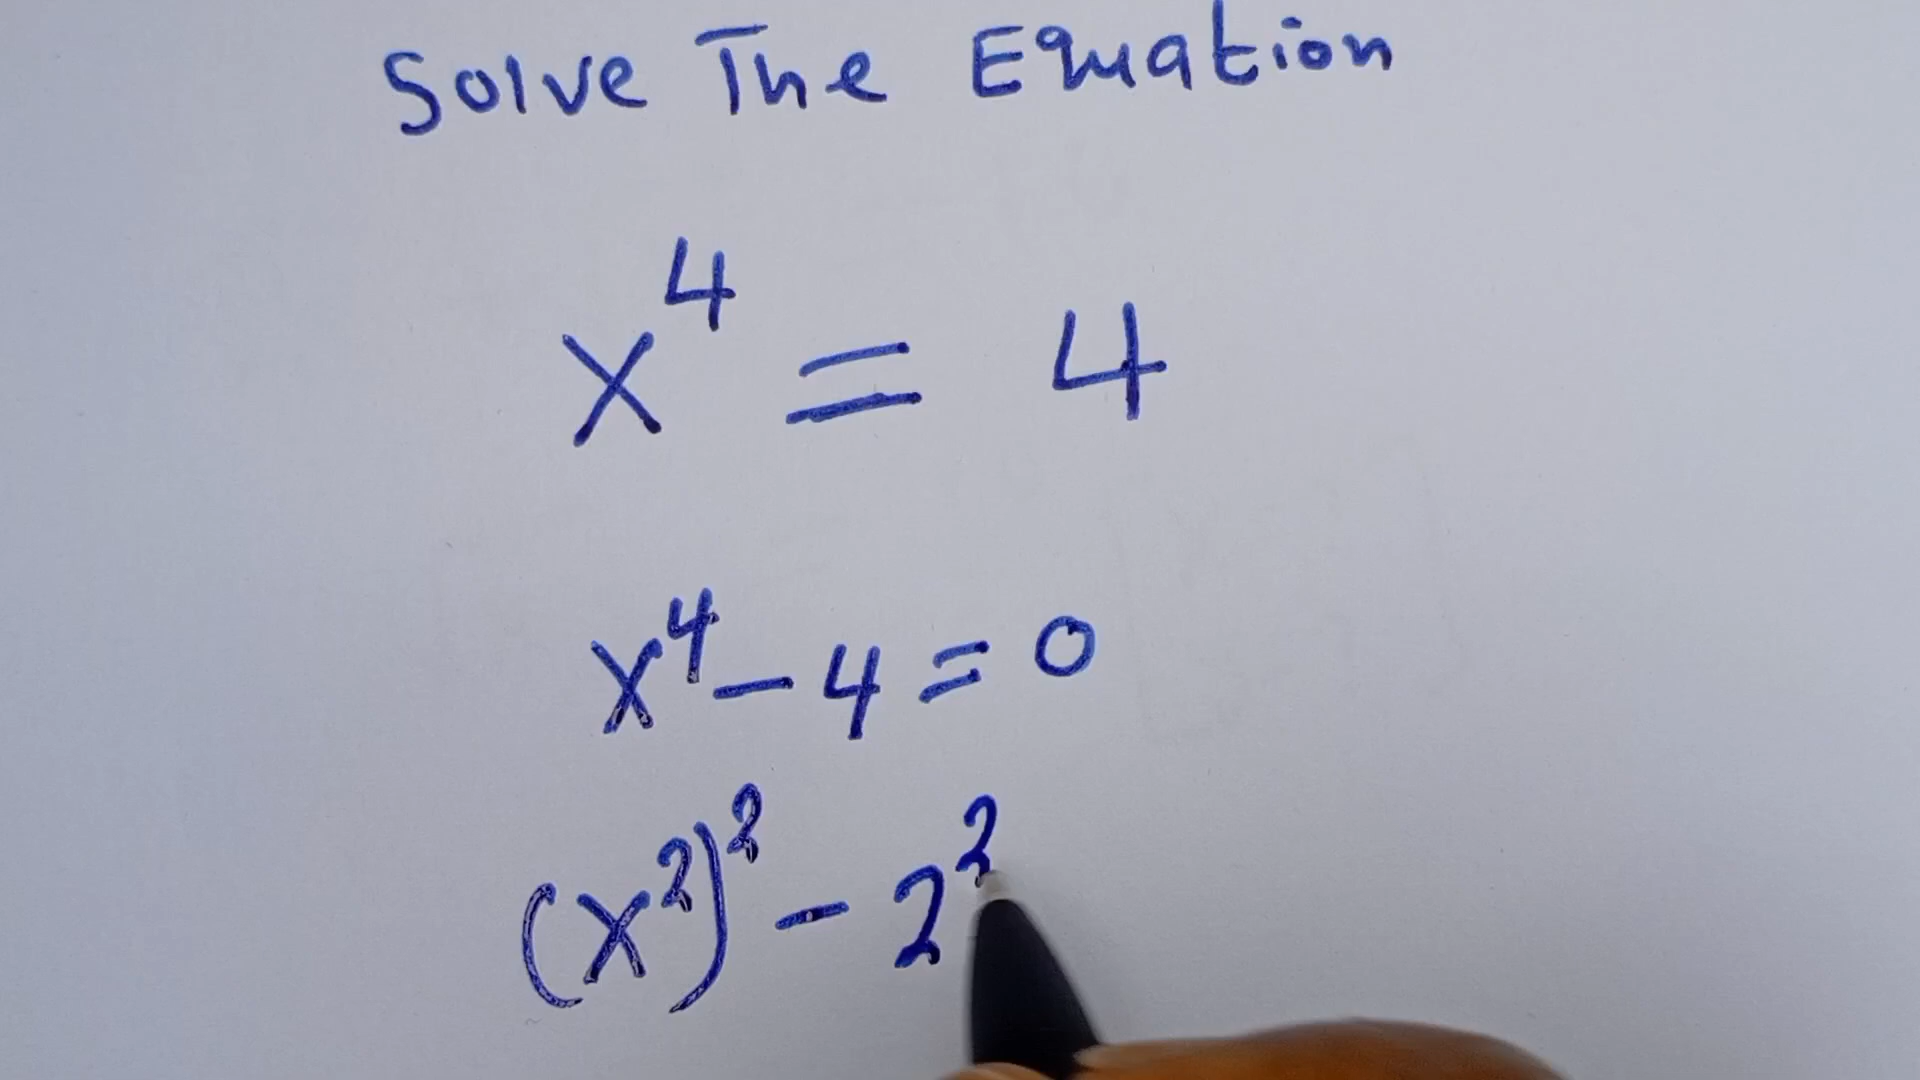 Solve The Equation
x⁴ = 4
x⁴ - 4 = 0
(x²)² - 2²